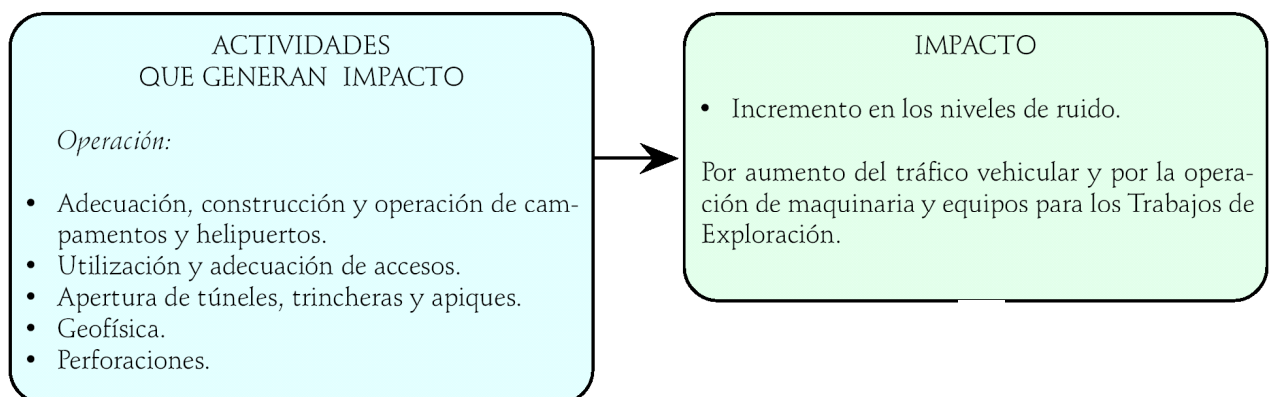 ACTIVIDADES
QUE GENERAN IMPACTO
Operación:
• Adecuación, construcción y operación de cam-
pamentos y helipuertos.
• Utilización y adecuación de accesos.
• Apertura de túneles, trincheras y apiques.
• Geofísica.
• Perforaciones.
IMPACTO
• Incremento en los niveles de ruido.
Por aumento del tráfico vehicular y por la opera-
ción de maquinaria y equipos para los Trabajos de
Exploración.